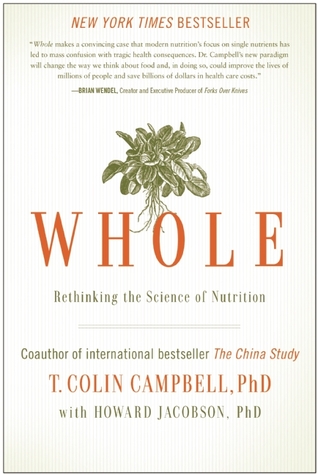 NEW YORK TIMES BESTSELLER
“Whole makes a convincing case that modern nutrition’s focus on single nutrients has
led to mass confusion with tragic health consequences. Dr. Campbell’s new paradigm
will change the way we think about food and, in doing so, could improve the lives of
millions of people and save billions of dollars in health care costs.”
—BRIAN WENDEL, Creator and Executive Producer of Forks Over Knives
WHOLE
Rethinking the Science of Nutrition
Coauthor of international bestseller The China Study
T. COLIN CAMPBELL, PhD
with HOWARD JACOBSON, PhD